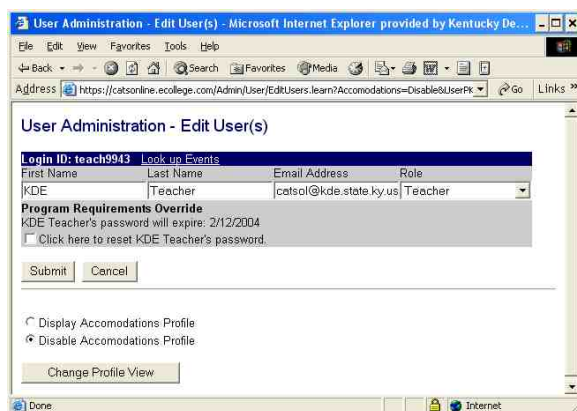 User Administration - Edit User(s) - Microsoft Internet Explorer provided by Kentucky De...
File Edit View Favorites Tools Help
Back Search Favorites Media
Address https://catsonline.ecollege.com/Admin/User/EditUsers.learn?Accomodations=Disable&UserPK Go Links »
User Administration - Edit User(s)
Login ID: teach9943 Look up Events
First Name Last Name Email Address Role
KDE Teacher catsol@kde.state.ky.us Teacher
Program Requirements Override
KDE Teacher's password will expire: 2/12/2004
Click here to reset KDE Teacher's password.
Submit Cancel
Display Accomodations Profile
Disable Accomodations Profile
Change Profile View
Done Internet